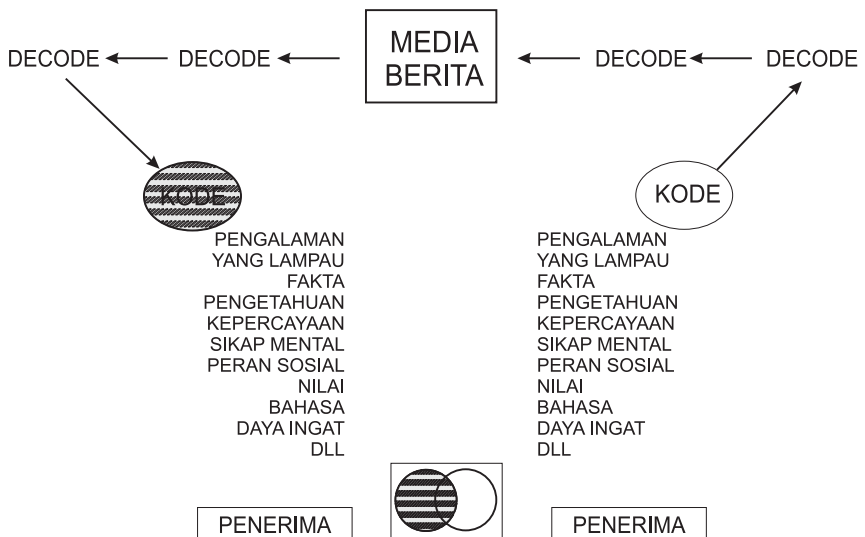 DECODE DECODE MEDIA BERITA DECODE DECODE
KODE
KODE
PENGALAMAN
YANG LAMPAU
FAKTA
PENGETAHUAN
KEPERCAYAAN
SIKAP MENTAL
PERAN SOSIAL
NILAI
BAHASA
DAYA INGAT
DLL
PENGALAMAN
YANG LAMPAU
FAKTA
PENGETAHUAN
KEPERCAYAAN
SIKAP MENTAL
PERAN SOSIAL
NILAI
BAHASA
DAYA INGAT
DLL
PENERIMA
PENERIMA